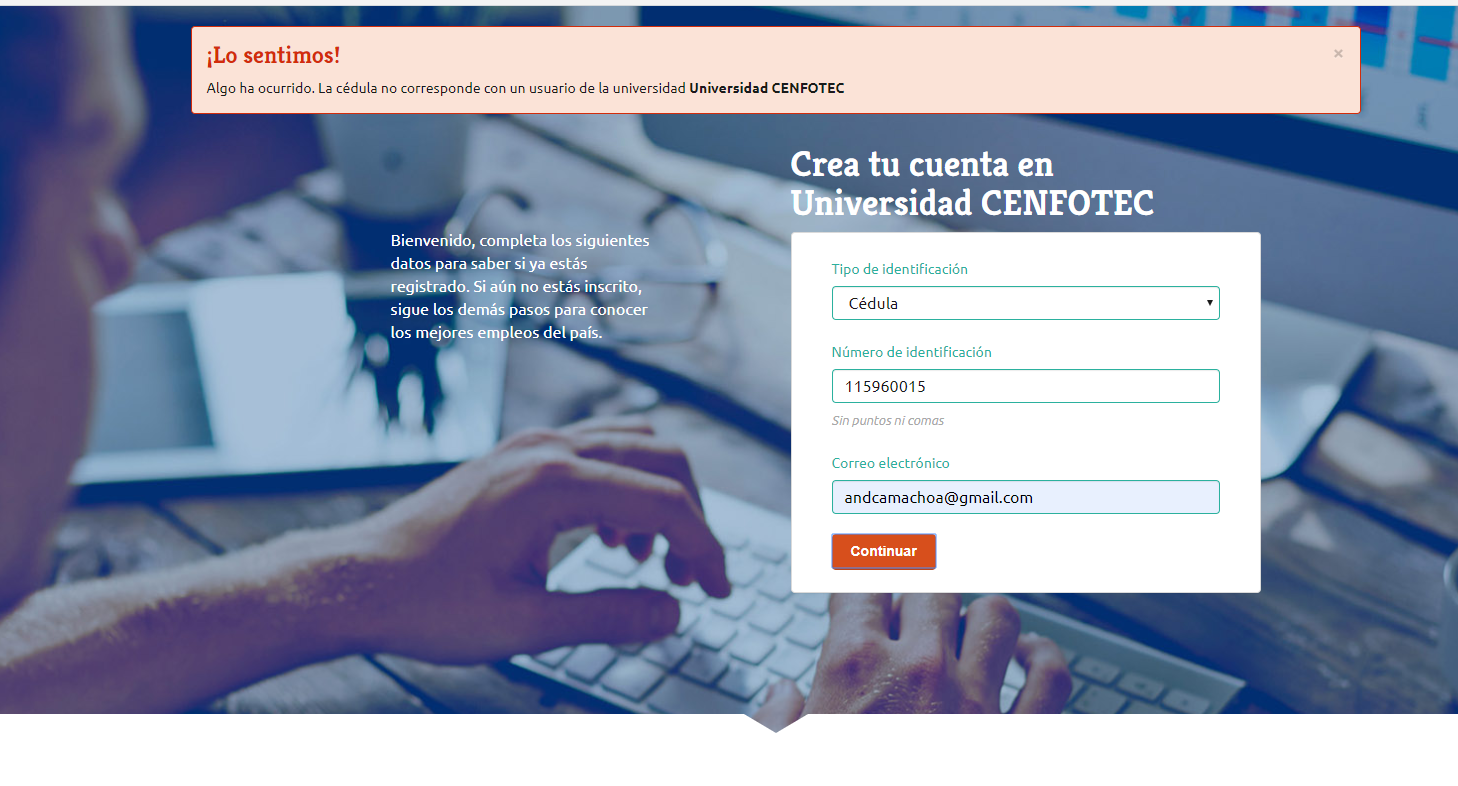 ¡Lo sentimos!
×
Algo ha ocurrido. La cédula no corresponde con un usuario de la universidad Universidad CENFOTEC
Crea tu cuenta en
Universidad CENFOTEC
Bienvenido, completa los siguientes
datos para saber si ya estás
registrado. Si aún no estás inscrito,
sigue los demás pasos para conocer
los mejores empleos del país.
Tipo de identificación
Cédula
Número de identificación
115960015
Sin puntos ni comas
Correo electrónico
andcamachoa@gmail.com
Continuar